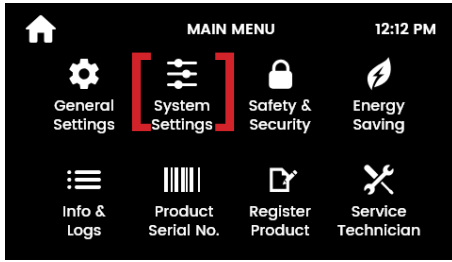 MAIN MENU 12:12 PM
General Settings
System Settings
Safety & Security
Energy Saving
Info & Logs
Product Serial No.
Register Product
Service Technician